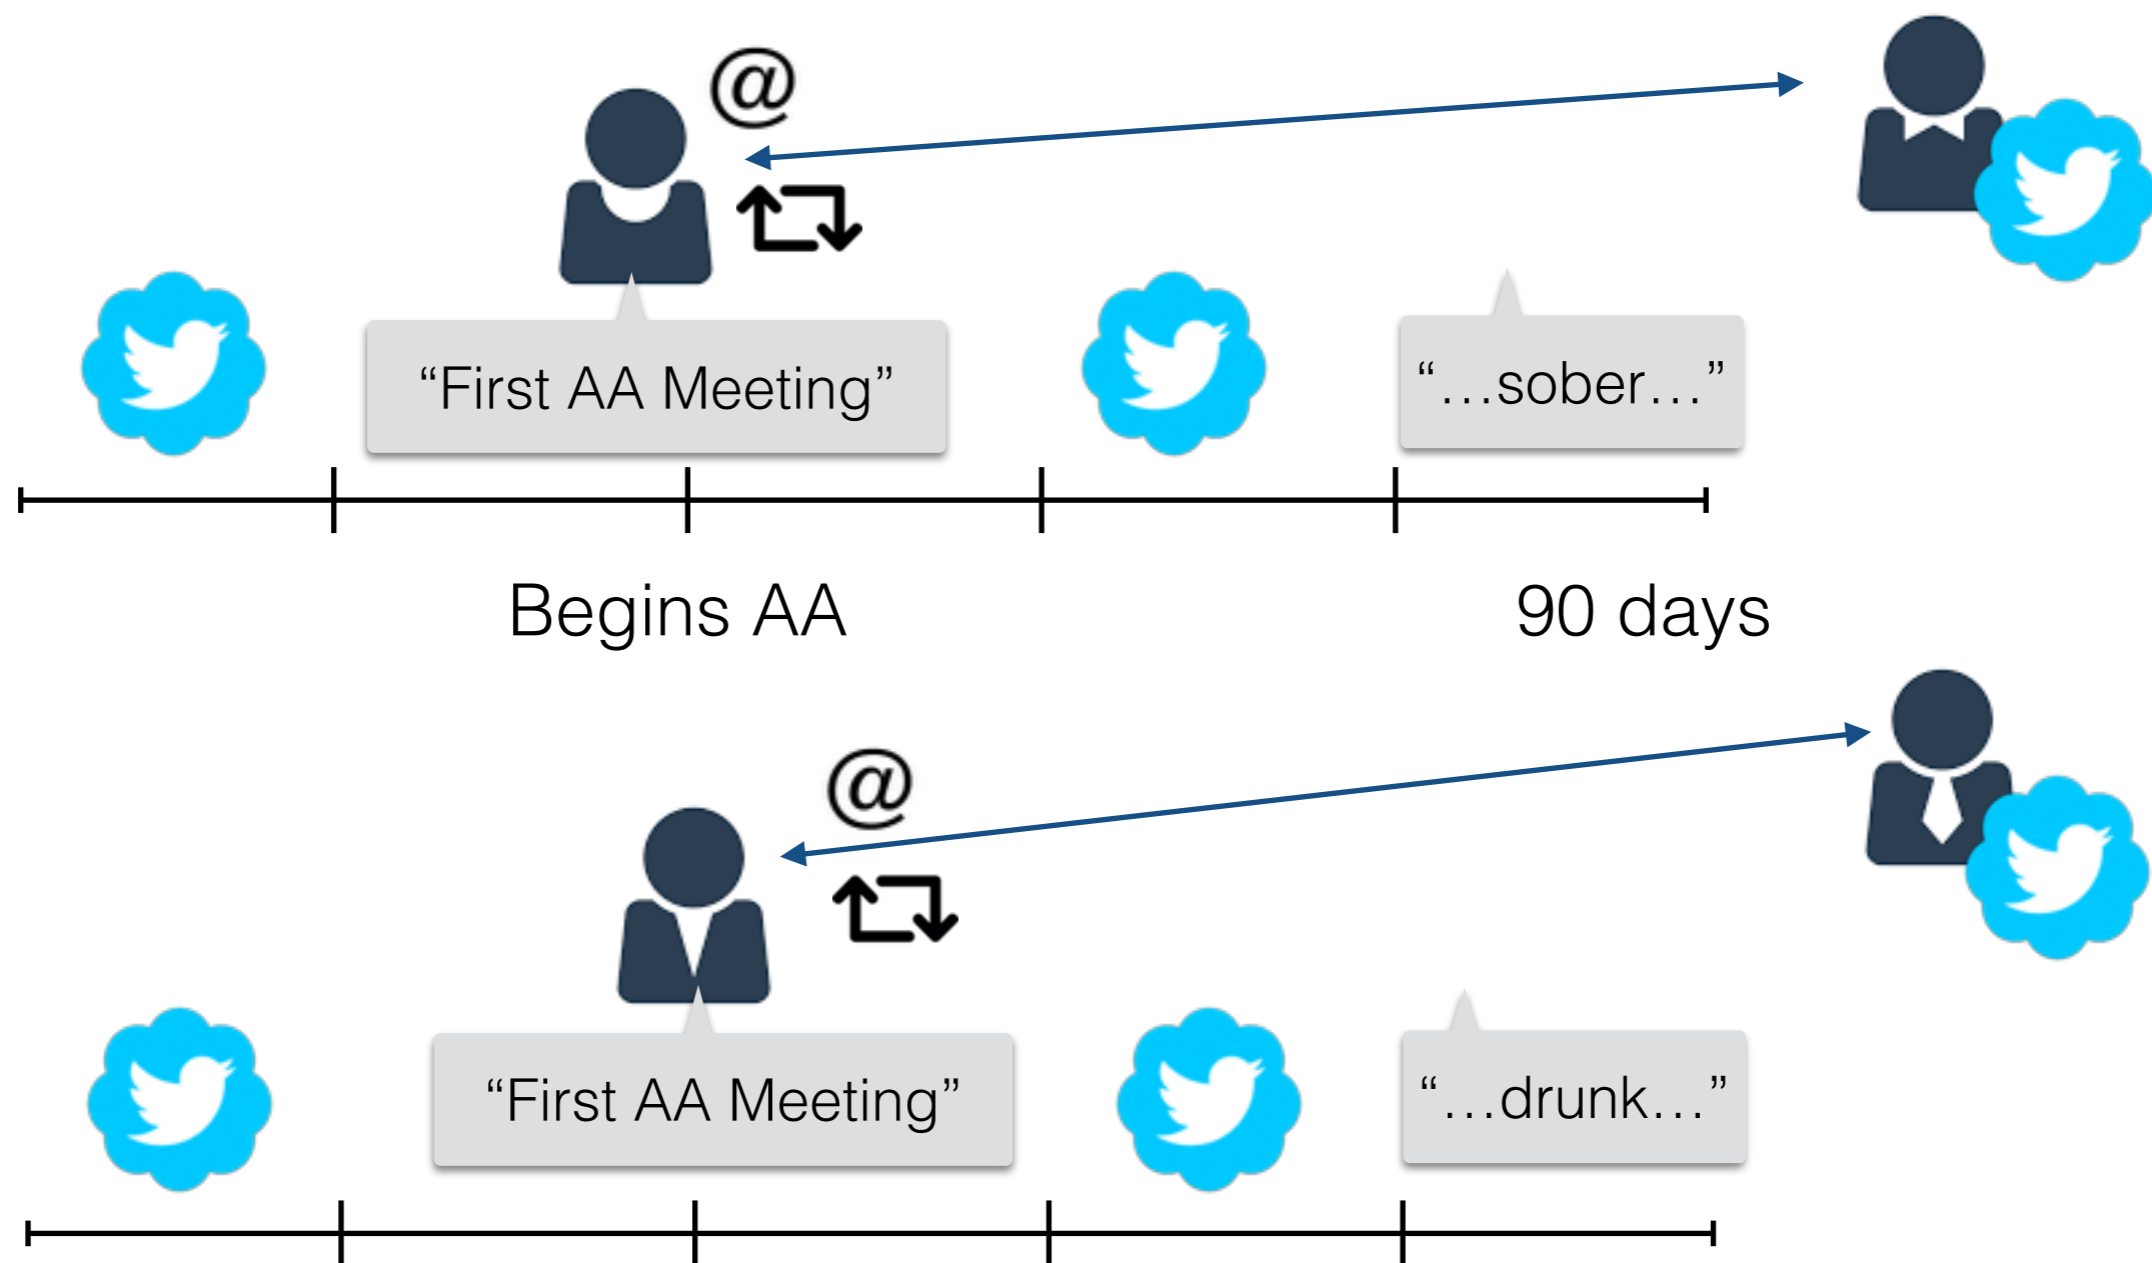 @
“First AA Meeting”
“...sober...”
Begins AA
90 days
@
“First AA Meeting”
“...drunk...”